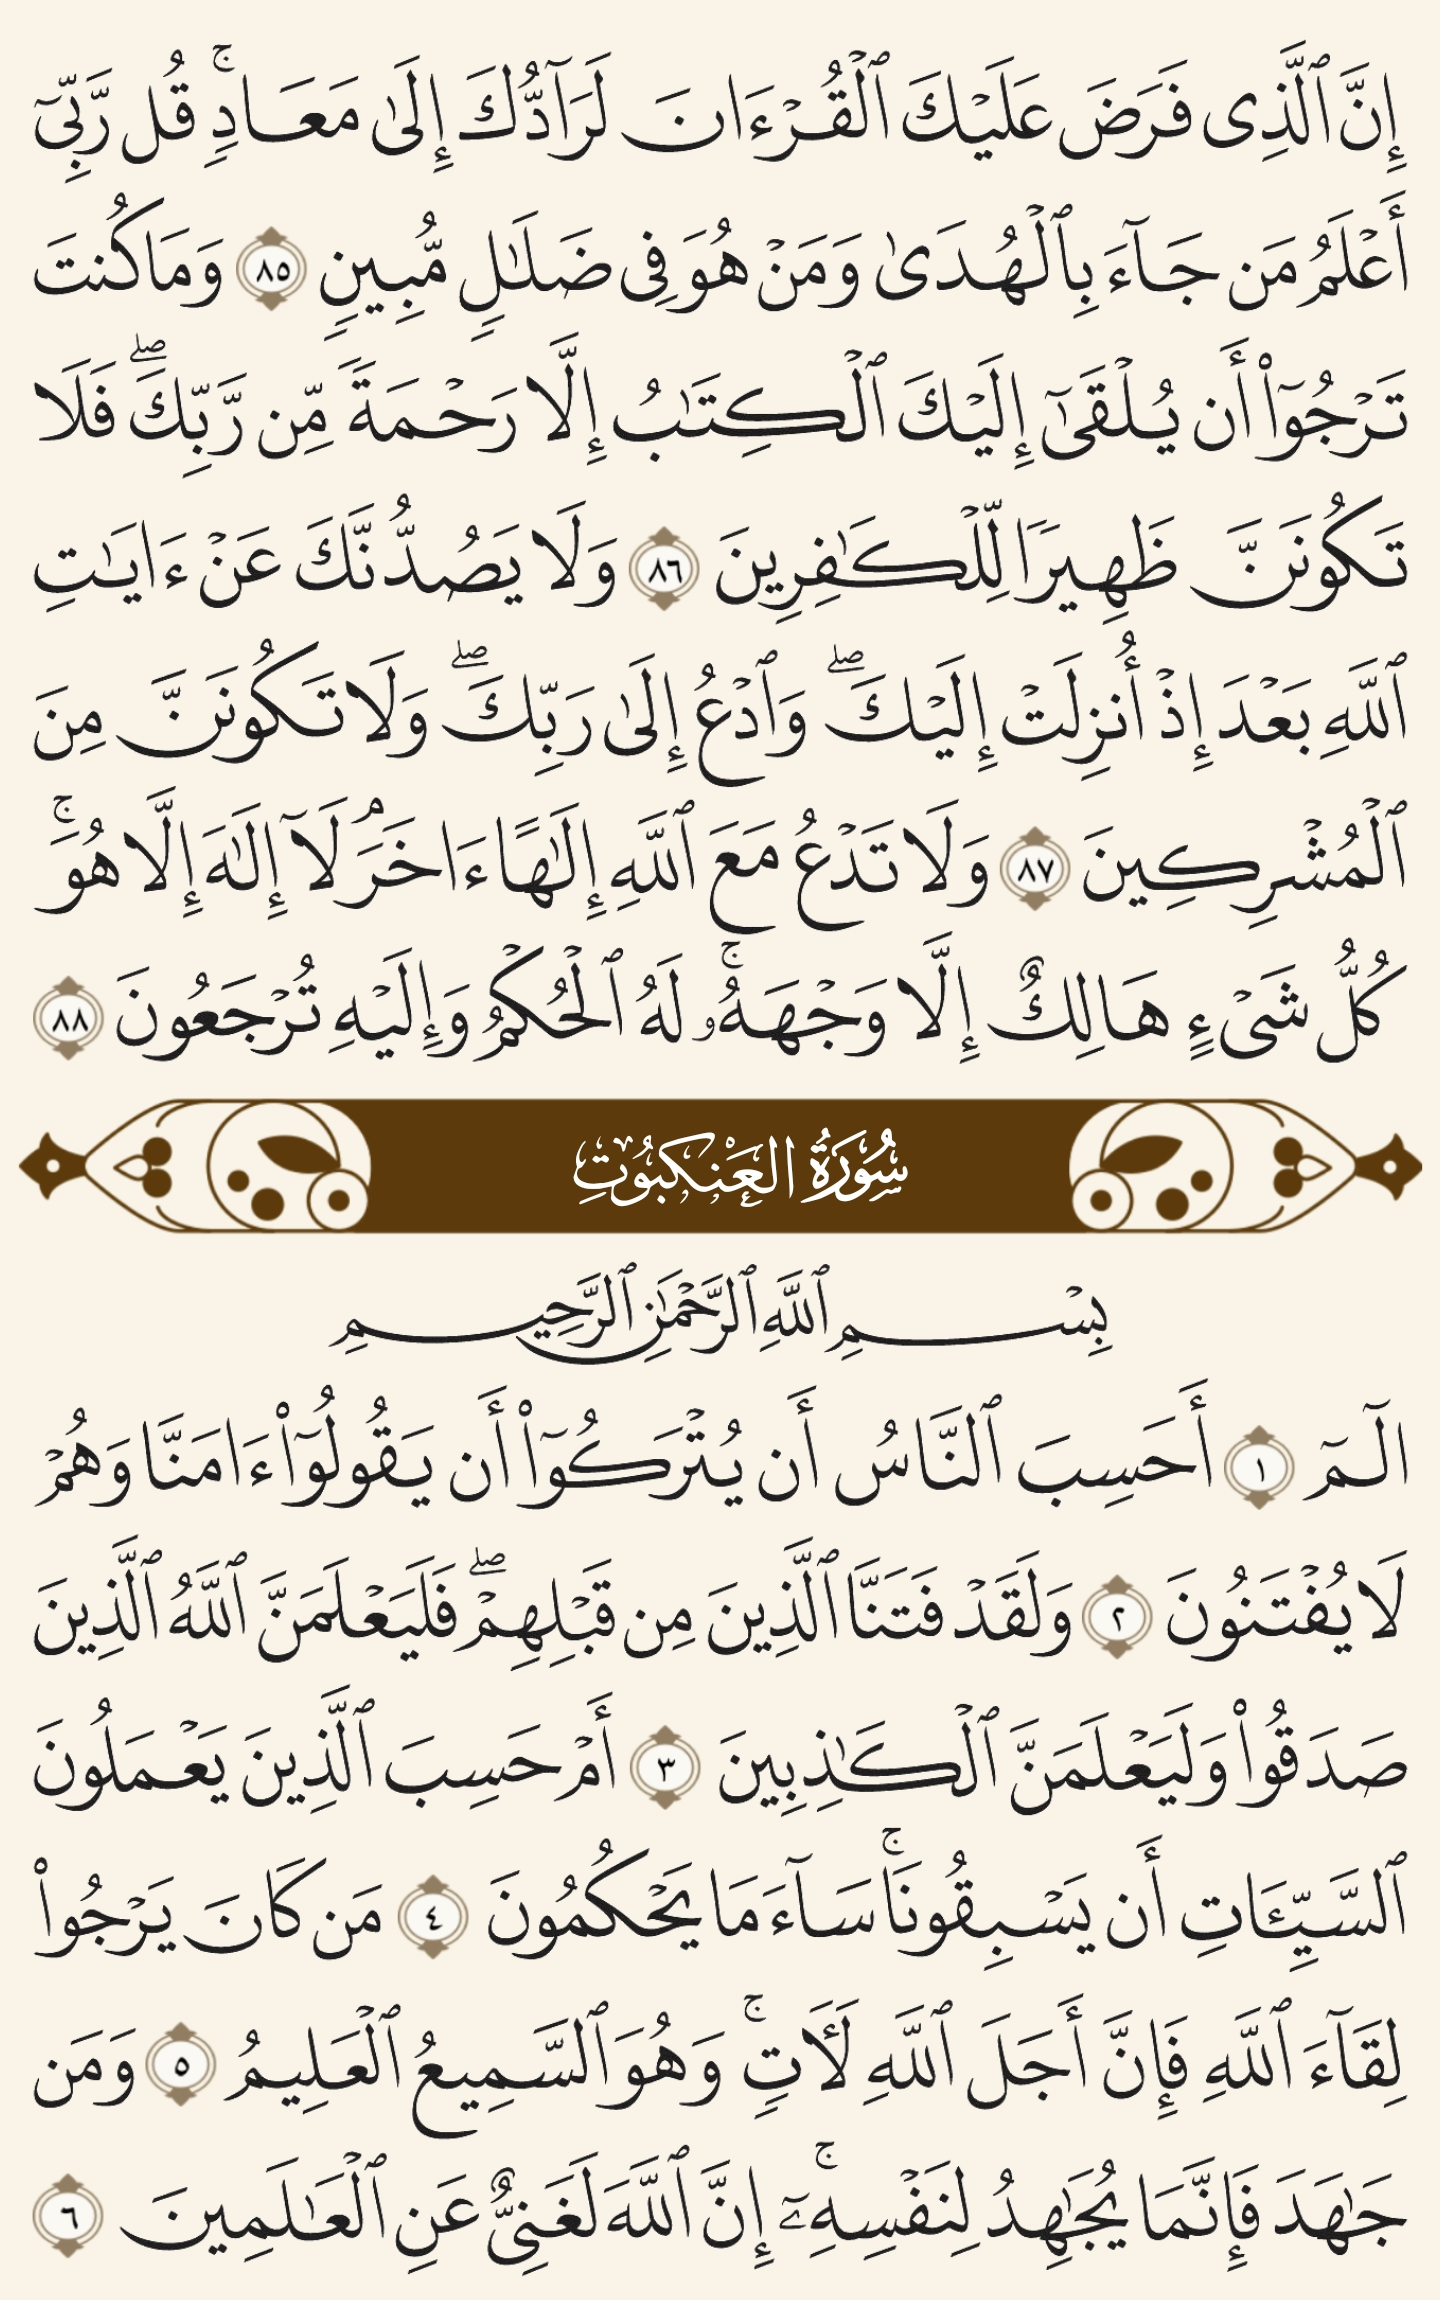 إِنَّ ٱلَّذِى فَرَضَ عَلَيْكَ ٱلْقُرْءَانَ لَرَآدُّكَ إِلَىٰ مَعَادٍۚ قُل رَّبِّىٓ
أَعْلَمُ مَن جَآءَ بِٱلْهُدَىٰ وَمَنْ هُوَ فِى ضَلَٰلٍ مُّبِينٍ ٨٥ وَمَا كُنتَ
تَرْجُوٓا۟ أَن يُلْقَىٰٓ إِلَيْكَ ٱلْكِتَٰبُ إِلَّا رَحْمَةً مِّن رَّبِّكَۖ فَلَا
تَكُونَنَّ ظَهِيرًا لِّلْكَٰفِرِينَ ٨٦ وَلَا يَصُدُّنَّكَ عَنْ ءَايَٰتِ
ٱللَّهِ بَعْدَ إِذْ أُنزِلَتْ إِلَيْكَۖ وَٱدْعُ إِلَىٰ رَبِّكَۖ وَلَا تَكُونَنَّ مِنَ
ٱلْمُشْرِكِينَ ٨٧ وَلَا تَدْعُ مَعَ ٱللَّهِ إِلَٰهًا ءَاخَرَۘ لَآ إِلَٰهَ إِلَّا هُوَۚ
كُلُّ شَىْءٍ هَالِكٌ إِلَّا وَجْهَهُۥۚ لَهُ ٱلْحُكْمُ وَإِلَيْهِ تُرْجَعُونَ ٨٨
سُورَةُ العَنكَبُوتِ
بِسْمِ ٱللَّهِ ٱلرَّحْمَٰنِ ٱلرَّحِيمِ
الٓمٓ ١ أَحَسِبَ ٱلنَّاسُ أَن يُتْرَكُوٓا۟ أَن يَقُولُوٓا۟ ءَامَنَّا وَهُمْ
لَا يُفْتَنُونَ ٢ وَلَقَدْ فَتَنَّا ٱلَّذِينَ مِن قَبْلِهِمْۖ فَلَيَعْلَمَنَّ ٱللَّهُ ٱلَّذِينَ
صَدَقُوا۟ وَلَيَعْلَمَنَّ ٱلْكَٰذِبِينَ ٣ أَمْ حَسِبَ ٱلَّذِينَ يَعْمَلُونَ
ٱلسَّيِّـَٔاتِ أَن يَسْبِقُونَاۚ سَآءَ مَا يَحْكُمُونَ ٤ مَن كَانَ يَرْجُوا۟
لِقَآءَ ٱللَّهِ فَإِنَّ أَجَلَ ٱللَّهِ لَـَٔاتٍۚ وَهُوَ ٱلسَّمِيعُ ٱلْعَلِيمُ ٥ وَمَن
جَٰهَدَ فَإِنَّمَا يُجَٰهِدُ لِنَفْسِهِۦٓۚ إِنَّ ٱللَّهَ لَغَنِىٌّ عَنِ ٱلْعَٰلَمِينَ ٦